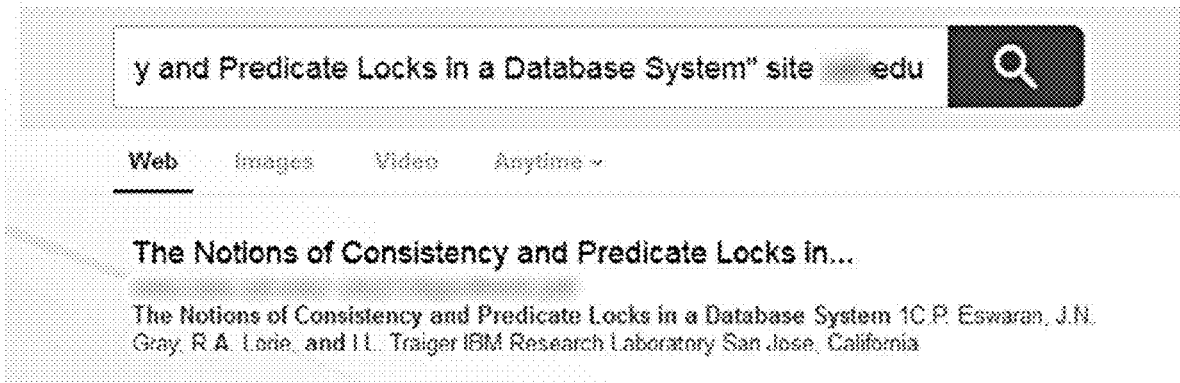 y and Predicate Locks in a Database System" site edu
Web Images Video Anytime
The Notions of Consistency and Predicate Locks in...
The Notions of Consistency and Predicate Locks in a Database System 1C.P. Eswaran, J.N.
Gray, R.A. Lorie, and I.L. Traiger IBM Research Laboratory San Jose, California